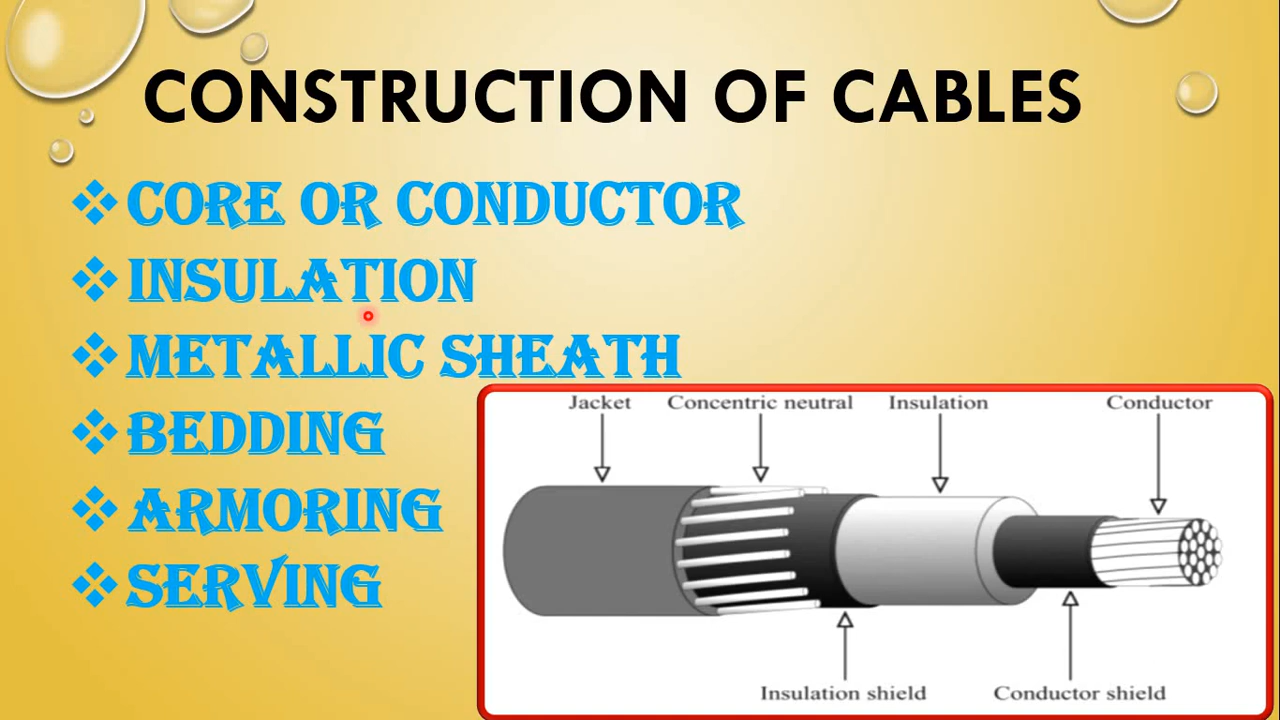 CONSTRUCTION OF CABLES
❖CORE OR CONDUCTOR
❖INSULATION
❖METALLIC SHEATH
❖BEDDING
❖ARMORING
❖SERVING
Jacket Concentric neutral Insulation Conductor
Insulation shield Conductor shield